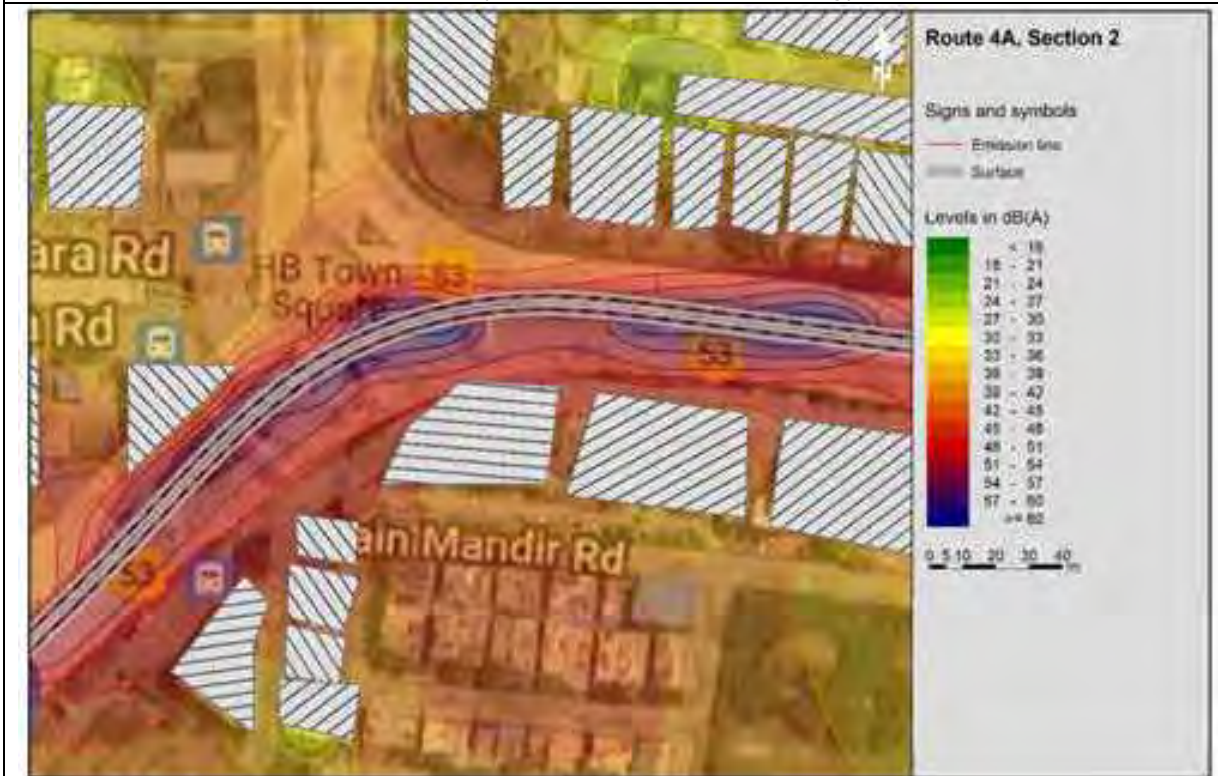 Route 4A, Section 2
N
Signs and symbols
Emission line
Surface
Levels in dB(A)
18 - 21
21 - 24
24 - 27
27 - 30
30 - 33
33 - 36
36 - 39
39 - 42
42 - 45
45 - 48
48 - 51
51 - 54
54 - 57
57 - 60
>= 60
0 5 10 20 30 40
m
ara Rd
HB Town
Square
53
Rd
53
53
ain Mandir Rd